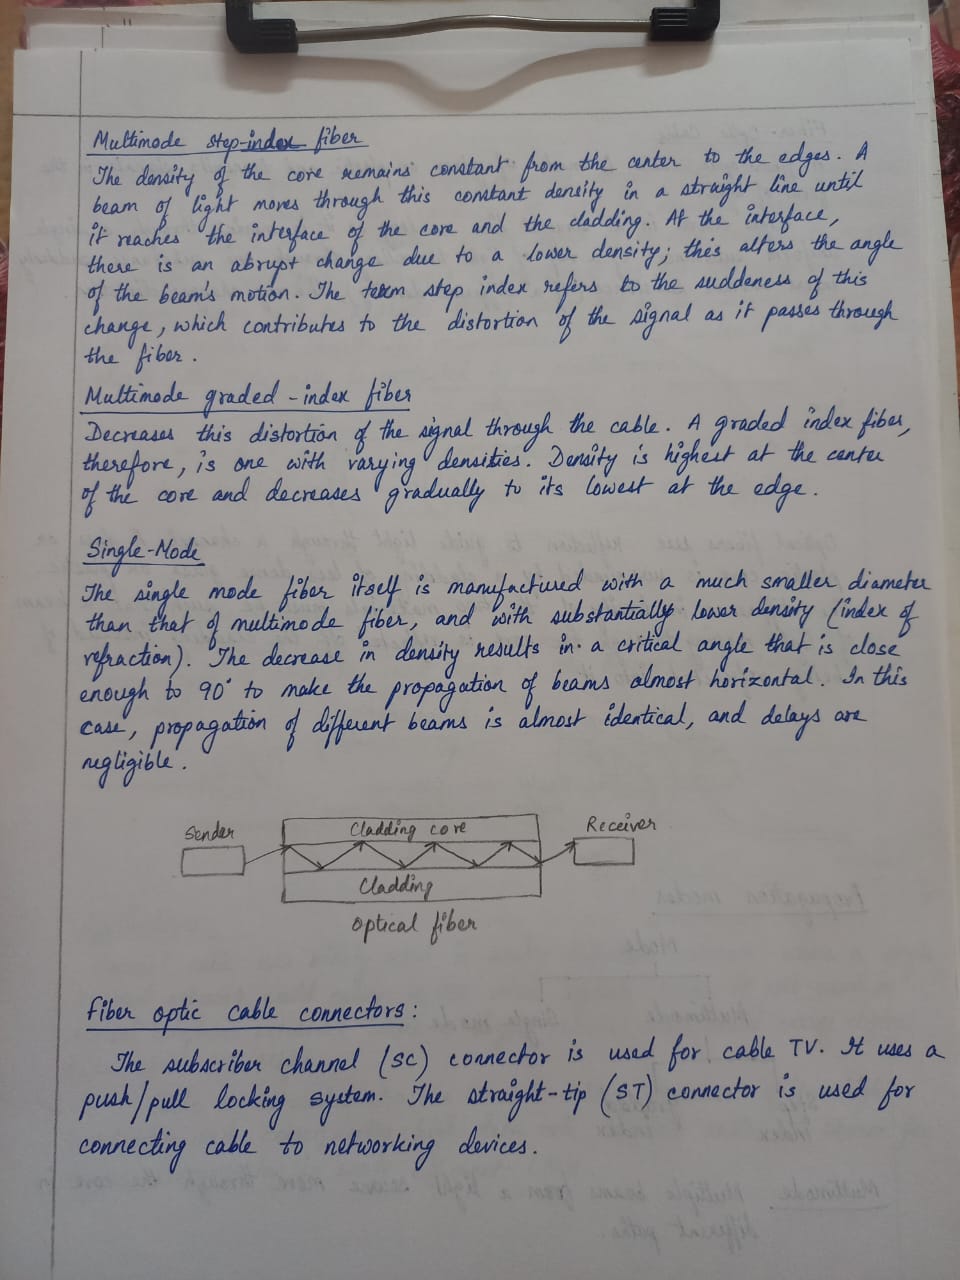 Multimode step-index fiber
The density of the core remains constant from the center to the edges. A
beam of light moves through this constant density in a straight line until
it reaches the interface of the core and the cladding. At the interface,
there is an abrupt change due to a lower density; this alters the angle
of the beam's motion. The term step index refers to the suddeness of this
change, which contributes to the distortion of the signal as it passes through
the fiber.
Multimode graded-index fiber
Decreases this distortion of the signal through the cable. A graded index fiber,
therefore, is one with varying densities. Density is highest at the center
of the core and decreases gradually to its lowest at the edge.
Single-Mode
The single mode fiber itself is manufactured with a much smaller diameter
than that of multimode fiber, and with substantially lower density (index of
refraction). The decrease in density results in a critical angle that is close
enough to 90° to make the propagation of beams almost horizontal. In this
case, propagation of different beams is almost identical, and delays are
negligible.
Sender
Cladding core
Receiver
Cladding
optical fiber
Fiber optic cable connectors:
The subscriber channel (SC) connector is used for cable TV. It uses a
push/pull locking system. The straight-tip (ST) connector is used for
connecting cable to networking devices.